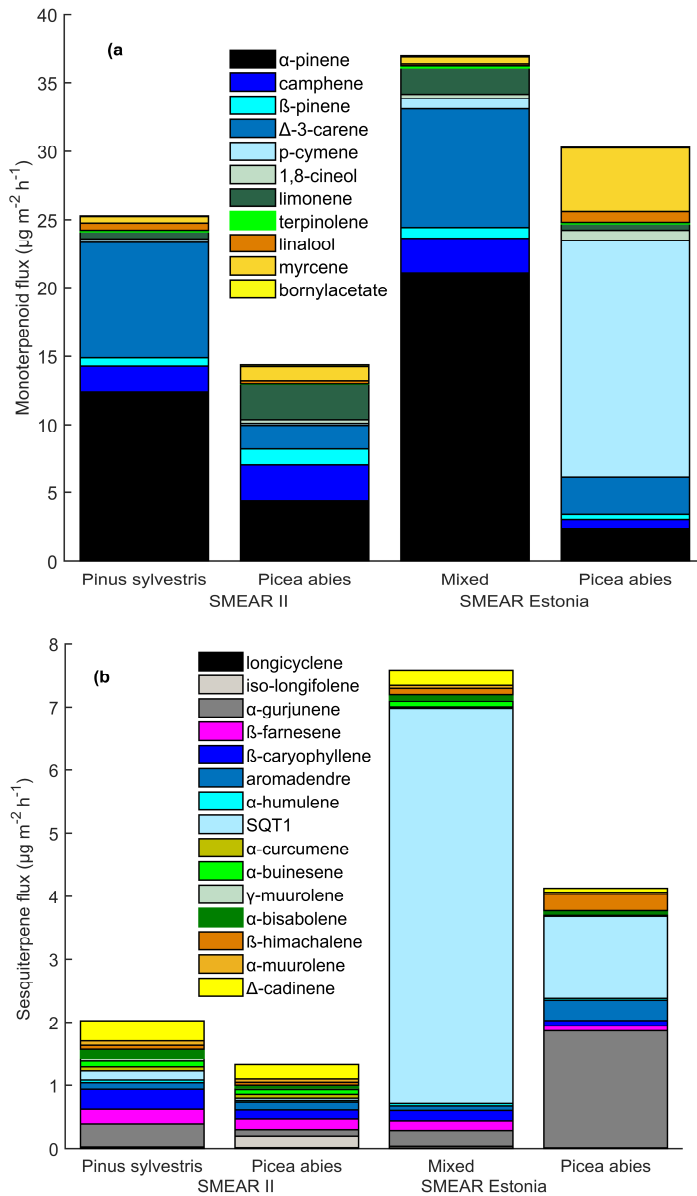 40
35
30
25
20
15
10
5
0
Monoterpenoid flux (μg m-2 h-1)
(a
α-pinene
camphene
ß-pinene
Δ-3-carene
p-cymene
1,8-cineol
limonene
terpinolene
linalool
myrcene
bornylacetate
Pinus sylvestris Picea abies Mixed Picea abies
SMEAR II SMEAR Estonia
8
7
6
5
4
3
2
1
0
Sesquiterpene flux (μg m-2 h-1)
(b
longicyclene
iso-longifolene
α-gurjunene
ß-farnesene
ß-caryophyllene
aromadendre
α-humulene
SQT1
α-curcumene
α-buinesene
γ-muurolene
α-bisabolene
ß-himachalene
α-muurolene
Δ-cadinene
Pinus sylvestris Picea abies Mixed Picea abies
SMEAR II SMEAR Estonia